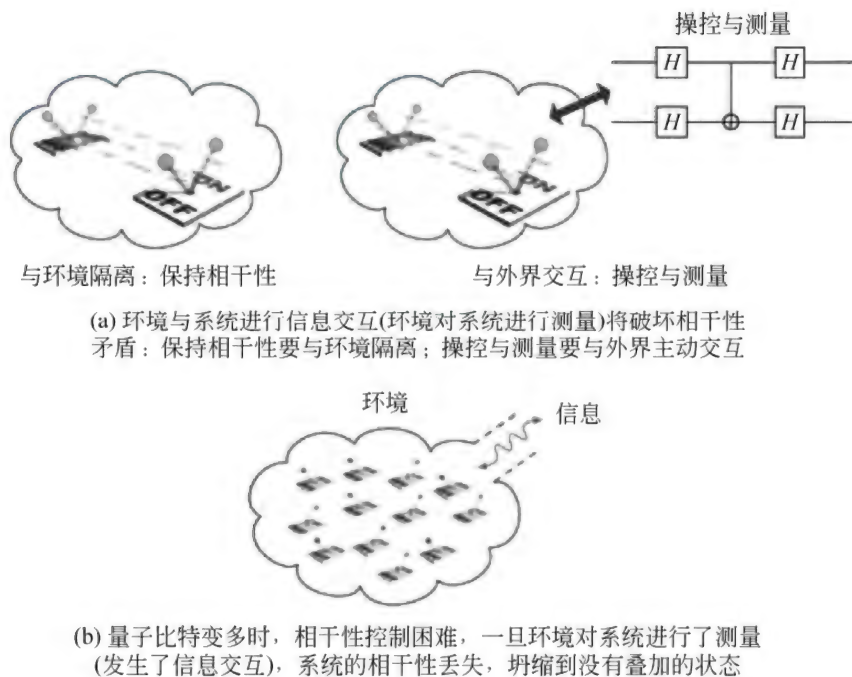 操控与测量
H H
H H
OFF ON
OFF ON
与环境隔离：保持相干性 与外界交互：操控与测量
(a) 环境与系统进行信息交互(环境对系统进行测量)将破坏相干性
矛盾：保持相干性要与环境隔离；操控与测量要与外界主动交互
环境
信息
(b) 量子比特变多时，相干性控制困难，一旦环境对系统进行了测量
(发生了信息交互)，系统的相干性丢失，坍缩到没有叠加的状态